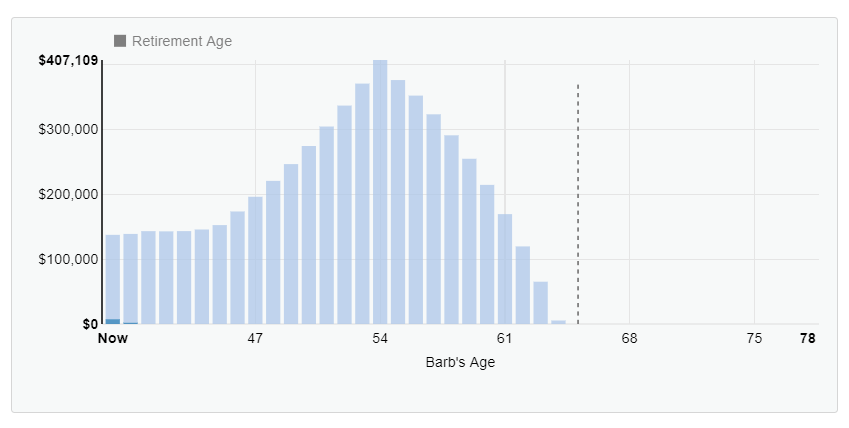 Retirement Age
$407,109
$300,000
$200,000
$100,000
$0
Now 47 54 61 68 75 78
Barb's Age